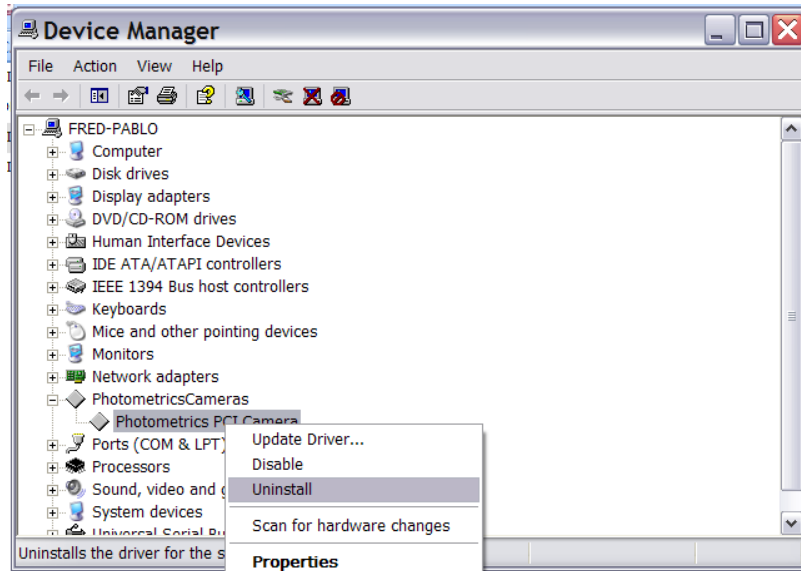 Device Manager
File Action View Help
FRED-PABLO
Computer
Disk drives
Display adapters
DVD/CD-ROM drives
Human Interface Devices
IDE ATA/ATAPI controllers
IEEE 1394 Bus host controllers
Keyboards
Mice and other pointing devices
Monitors
Network adapters
PhotometricsCameras
Photometrics PCI Camera
Update Driver...
Ports (COM & LPT)
Disable
Processors
Uninstall
Sound, video and
System devices
Scan for hardware changes
Universal Serial
Uninstalls the driver for the
Properties